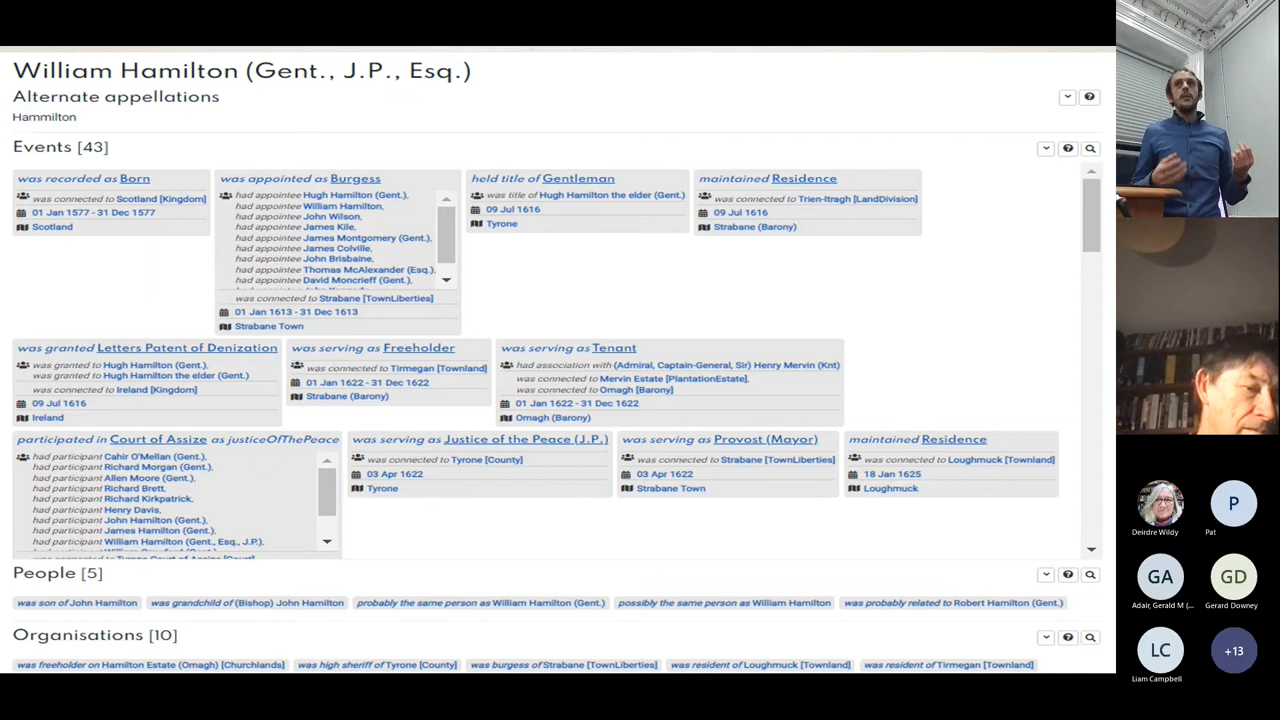 William Hamilton (Gent., J.P., Esq.)
Alternate appellations
Hammilton
Events [43]
was recorded as Born
was connected to Scotland [Kingdom]
01 Jan 1577 - 31 Dec 1577
Scotland
was appointed as Burgess
had appointee Hugh Hamilton (Gent.),
had appointee William Hamilton,
had appointee John Wilson,
had appointee James Kile,
had appointee James Montgomery (Gent.),
had appointee James Colville,
had appointee John Brisbaine,
had appointee Thomas McAlexander (Esq.),
had appointee David Moncrieff (Gent.),
was connected to Strabane [TownLiberties]
01 Jan 1613 - 31 Dec 1613
Strabane Town
held title of Gentleman
was title of Hugh Hamilton the elder (Gent.)
09 Jul 1616
Tyrone
maintained Residence
was connected to Trien-Itragh [LandDivision]
09 Jul 1616
Strabane (Barony)
was granted Letters Patent of Denization
was granted to Hugh Hamilton (Gent.),
was granted to Hugh Hamilton the elder (Gent.)
was connected to Ireland [Kingdom]
09 Jul 1616
Ireland
was serving as Freeholder
was connected to Tirmegan [Townland]
01 Jan 1622 - 31 Dec 1622
Strabane (Barony)
was serving as Tenant
had association with (Admiral, Captain-General, Sir) Henry Mervin (Knt)
was connected to Mervin Estate [PlantationEstate],
was connected to Omagh [Barony]
01 Jan 1622 - 31 Dec 1622
Omagh (Barony)
participated in Court of Assize as justiceOfThePeace
had participant Cahir O'Mellan (Gent.),
had participant Richard Morgan (Gent.),
had participant Allen Moore (Gent.),
had participant Richard Brett,
had participant Richard Kirkpatrick,
had participant Henry Davis,
had participant John Hamilton (Gent.),
had participant James Hamilton (Gent.),
had participant William Hamilton (Gent., Esq., J.P.),
was serving as Justice of the Peace (J.P.)
was connected to Tyrone [County]
03 Apr 1622
Tyrone
was serving as Provost (Mayor)
was connected to Strabane [TownLiberties]
03 Apr 1622
Strabane Town
maintained Residence
was connected to Loughmuck [Townland]
18 Jan 1625
Loughmuck
People [5]
was son of John Hamilton
was grandchild of (Bishop) John Hamilton
probably the same person as William Hamilton (Gent.)
possibly the same person as William Hamilton
was probably related to Robert Hamilton (Gent.)
Organisations [10]
was freeholder on Hamilton Estate (Omagh) [Churchlands]
was high sheriff of Tyrone [County]
was burgess of Strabane [TownLiberties]
was resident of Loughmuck [Townland]
was resident of Tirmegan [Townland]
Deirdre Wildy
P
Pat
GA
Adair, Gerald M (...
GD
Gerard Downey
LC
Liam Campbell
+13